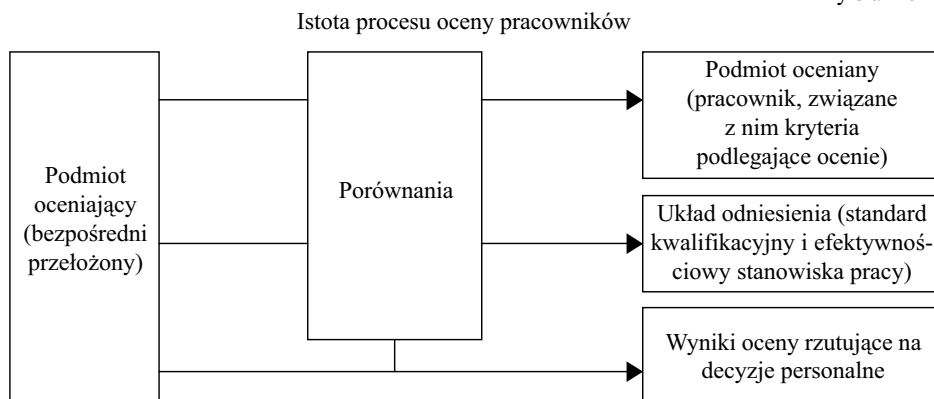 Istota procesu oceny pracowników
Podmiot
oceniający
(bezpośredni
przełożony)
Porównania
Podmiot oceniany
(pracownik, związane
z nim kryteria
podlegające ocenie)
Układ odniesienia (standard
kwalifikacyjny i efektywnoś-
ciowy stanowiska pracy)
Wyniki oceny rzutujące na
decyzje personalne